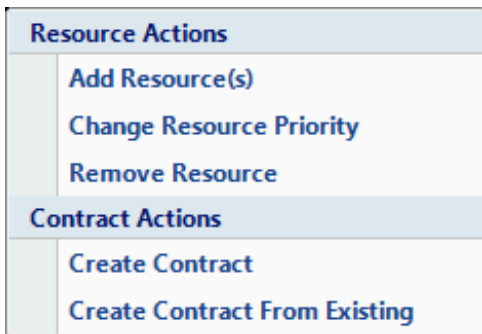 Resource Actions
Add Resource(s)
Change Resource Priority
Remove Resource
Contract Actions
Create Contract
Create Contract From Existing